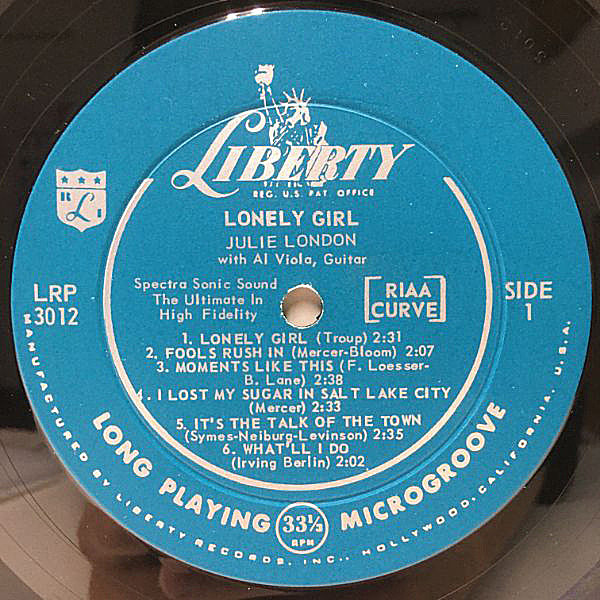 LIBERTY
REG. U.S. PAT. OFFICE
LONELY GIRL
JULIE LONDON
with Al Viola, Guitar
Spectra Sonic Sound
The Ultimate In
High Fidelity
[RIAA
CURVE]
LRP
3012
SIDE
1
1. LONELY GIRL (Troup) 2:31
2. FOOLS RUSH IN (Mercer-Bloom) 2:07
3. MOMENTS LIKE THIS (F. Loesser-
B. Lane) 2:38
4. I LOST MY SUGAR IN SALT LAKE CITY
(Mercer) 2:33
5. IT'S THE TALK OF THE TOWN
(Symes-Neiburg-Levinson) 2:35
6. WHAT'LL I DO
(Irving Berlin) 2:02
LONG PLAYING 33⅓ RPM MICROGROOVE
MANUFACTURED BY LIBERTY RECORDS, INC., HOLLYWOOD, CALIFORNIA, U.S.A.